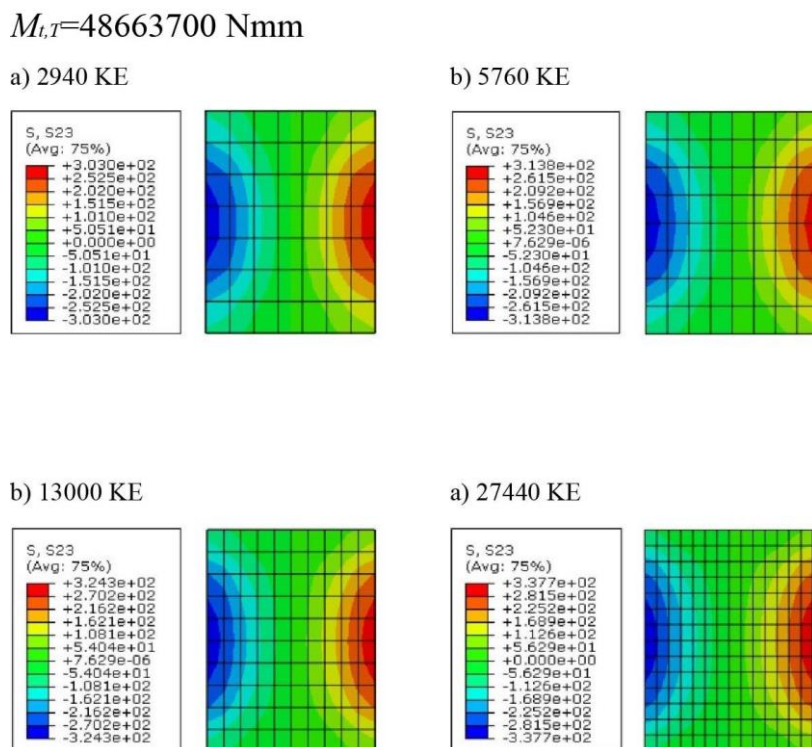 M_{t,T}=48663700 Nmm
a) 2940 KE
S, S23
(Avg: 75%)
+3.030e+02
+2.525e+02
+2.020e+02
+1.515e+02
+1.010e+02
+5.051e+01
+0.000e+00
-5.051e+01
-1.010e+02
-1.515e+02
-2.020e+02
-2.525e+02
-3.030e+02
b) 5760 KE
S, S23
(Avg: 75%)
+3.138e+02
+2.615e+02
+2.092e+02
+1.569e+02
+1.046e+02
+5.230e+01
+7.629e-06
-5.230e+01
-1.046e+02
-1.569e+02
-2.092e+02
-2.615e+02
-3.138e+02
b) 13000 KE
S, S23
(Avg: 75%)
+3.243e+02
+2.702e+02
+2.162e+02
+1.621e+02
+1.081e+02
+5.404e+01
+7.629e-06
-5.404e+01
-1.081e+02
-1.621e+02
-2.162e+02
-2.702e+02
-3.243e+02
a) 27440 KE
S, S23
(Avg: 75%)
+3.377e+02
+2.815e+02
+2.252e+02
+1.689e+02
+1.126e+02
+5.629e+01
+0.000e+00
-5.629e+01
-1.126e+02
-1.689e+02
-2.252e+02
-2.815e+02
-3.377e+02